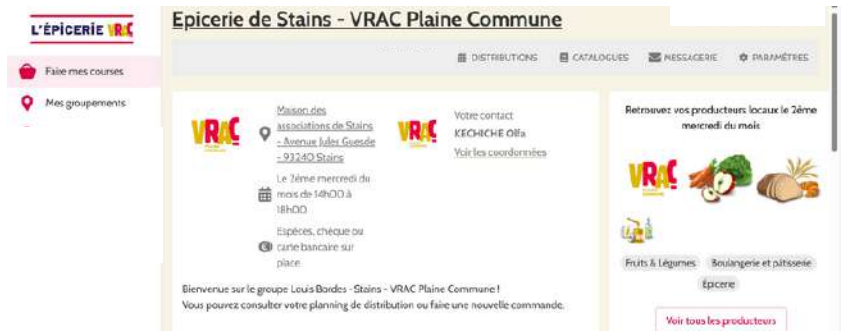 L'ÉPICERIE VRAC
Faire mes courses
Mes groupements
Epicerie de Stains - VRAC Plaine Commune
DISTRIBUTIONS
CATALOGUES
MESSAGERIE
PARAMÈTRES
VRAC
Maison des
associations de Stains
- Avenue Jules Guesde
- 93240 Stains
Le 2ème mercredi du
mois de 14h00 à
18h00
Espèces, chèque ou
carte bancaire sur
place
VRAC
Votre contact
KECHICHE Olfa
Voir les coordonnées
Bienvenue sur le groupe Louis Bordes - Stains - VRAC Plaine Commune !
Vous pouvez consulter votre planning de distribution ou faire une nouvelle commande.
Retrouvez vos producteurs locaux le 2ème
mercredi du mois
VRAC
Fruits & Légumes
Boulangerie et pâtisserie
Épicerie
Voir tous les producteurs